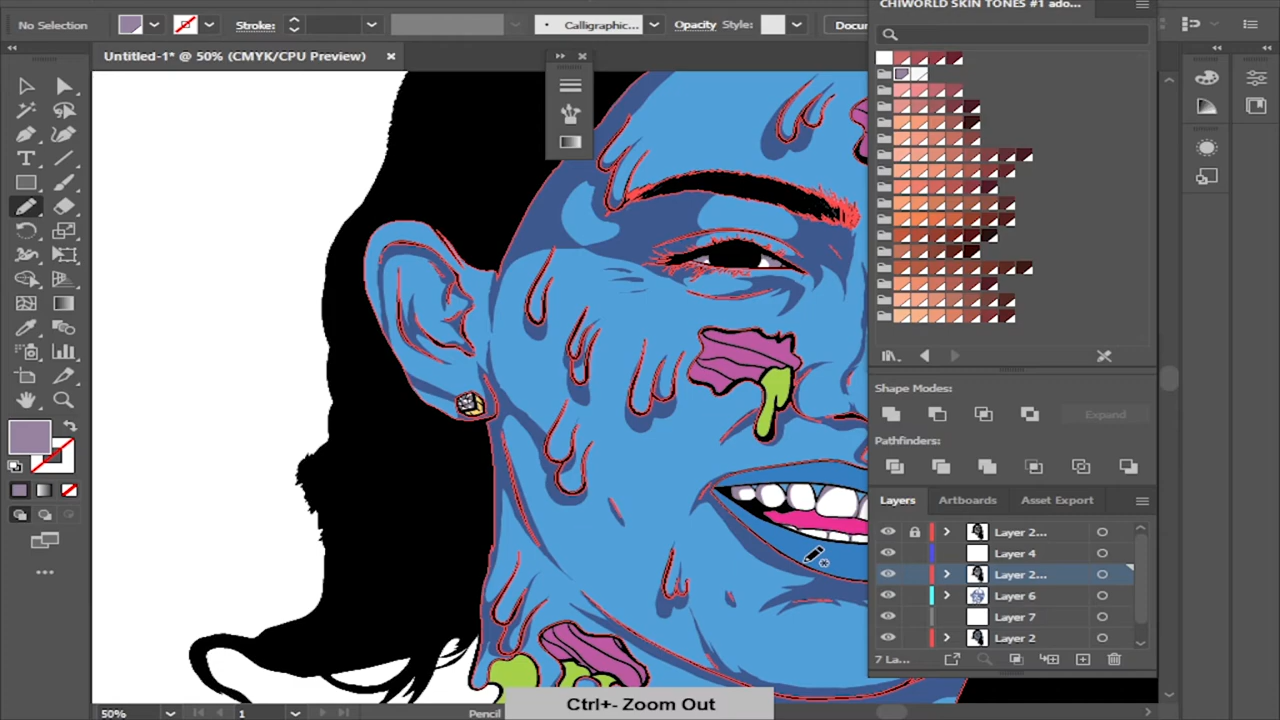 No Selection
Stroke:
Calligraphic...
Opacity
Style:
Docum
CHIWORLD SKIN TONES #1 ado...
Untitled-1* @ 50% (CMYK/CPU Preview)
Shape Modes:
Expand
Pathfinders:
Layers
Artboards
Asset Export
Layer 2...
Layer 4
Layer 2...
Layer 6
Layer 7
Layer 2
7 La...
Ctrl+- Zoom Out
50%
1
Pencil